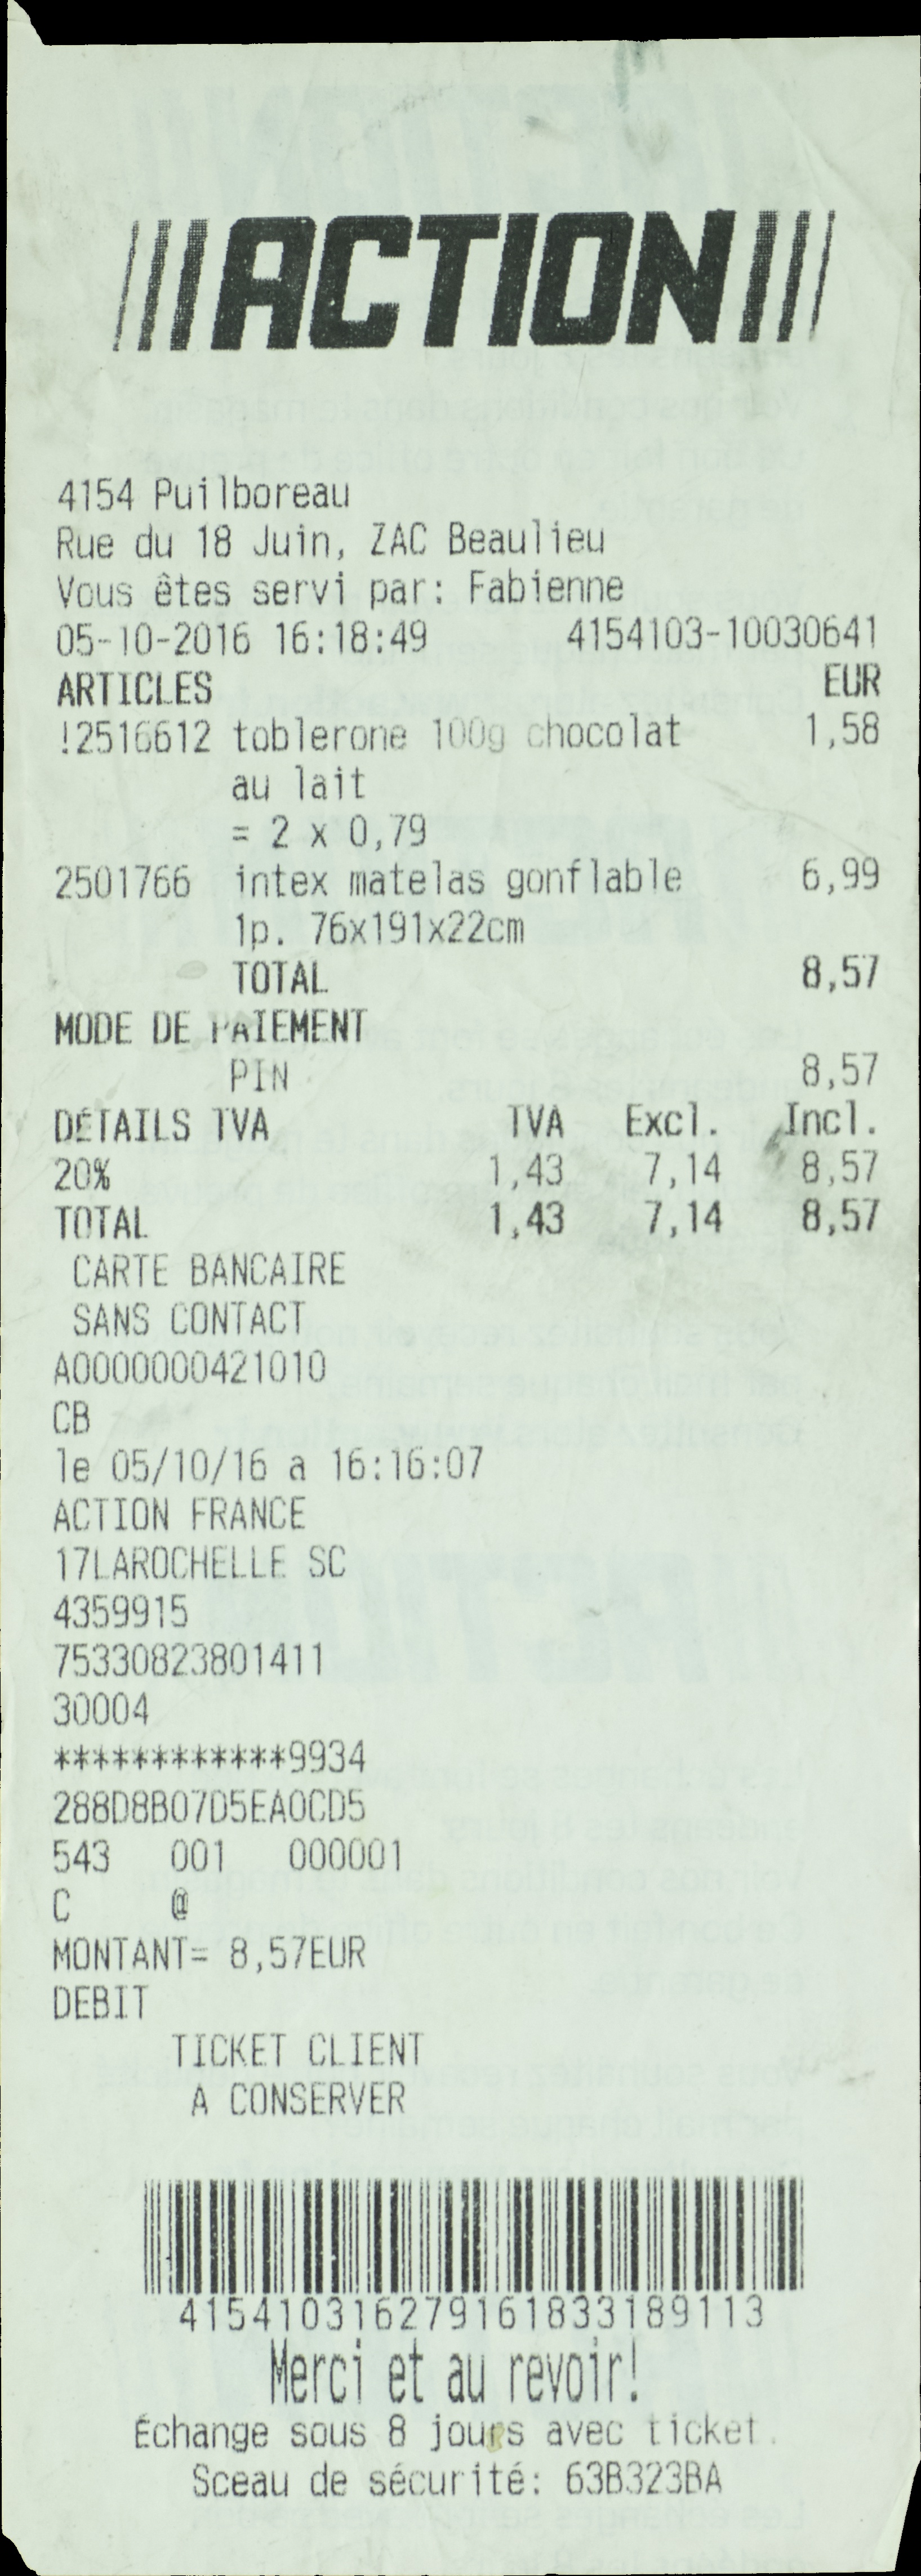 ACTION
4154 Puilboreau
Rue du 18 Juin, ZAC Beaulieu
Vous êtes servi par: Fabienne
05-10-2016 16:18:49 4154103-10030641
ARTICLES EUR
!2516612 toblerone 100g chocolat 1,58
au lait
= 2 x 0,79
2501766 intex matelas gonflable 6,99
1p. 76x191x22cm
TOTAL 8,57
MODE DE PAIEMENT
PIN 8,57
DÉTAILS TVA TVA Excl. Incl.
20% 1,43 7,14 8,57
TOTAL 1,43 7,14 8,57
CARTE BANCAIRE
SANS CONTACT
A0000000421010
CB
le 05/10/16 a 16:16:07
ACTION FRANCE
17LAROCHELLE SC
4359915
75330823801411
30004
************9934
288D8B07D5EA0CD5
543 001 000001
C @
MONTANT= 8,57EUR
DEBIT
TICKET CLIENT
A CONSERVER
415410316279161833189113
Merci et au revoir!
Échange sous 8 jours avec ticket.
Sceau de sécurité: 63B323BA